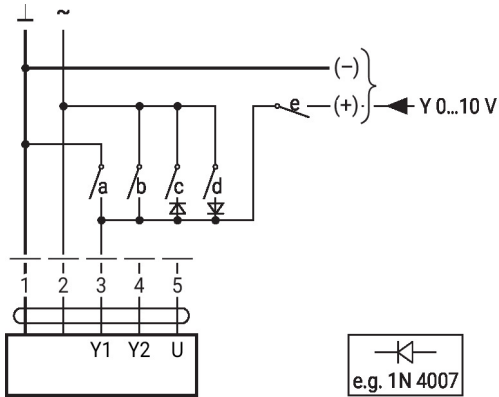 ⊥ ~
(–)
e (+) Y 0...10 V
a b c d
1 2 3 4 5
Y1 Y2 U
e.g. 1N 4007